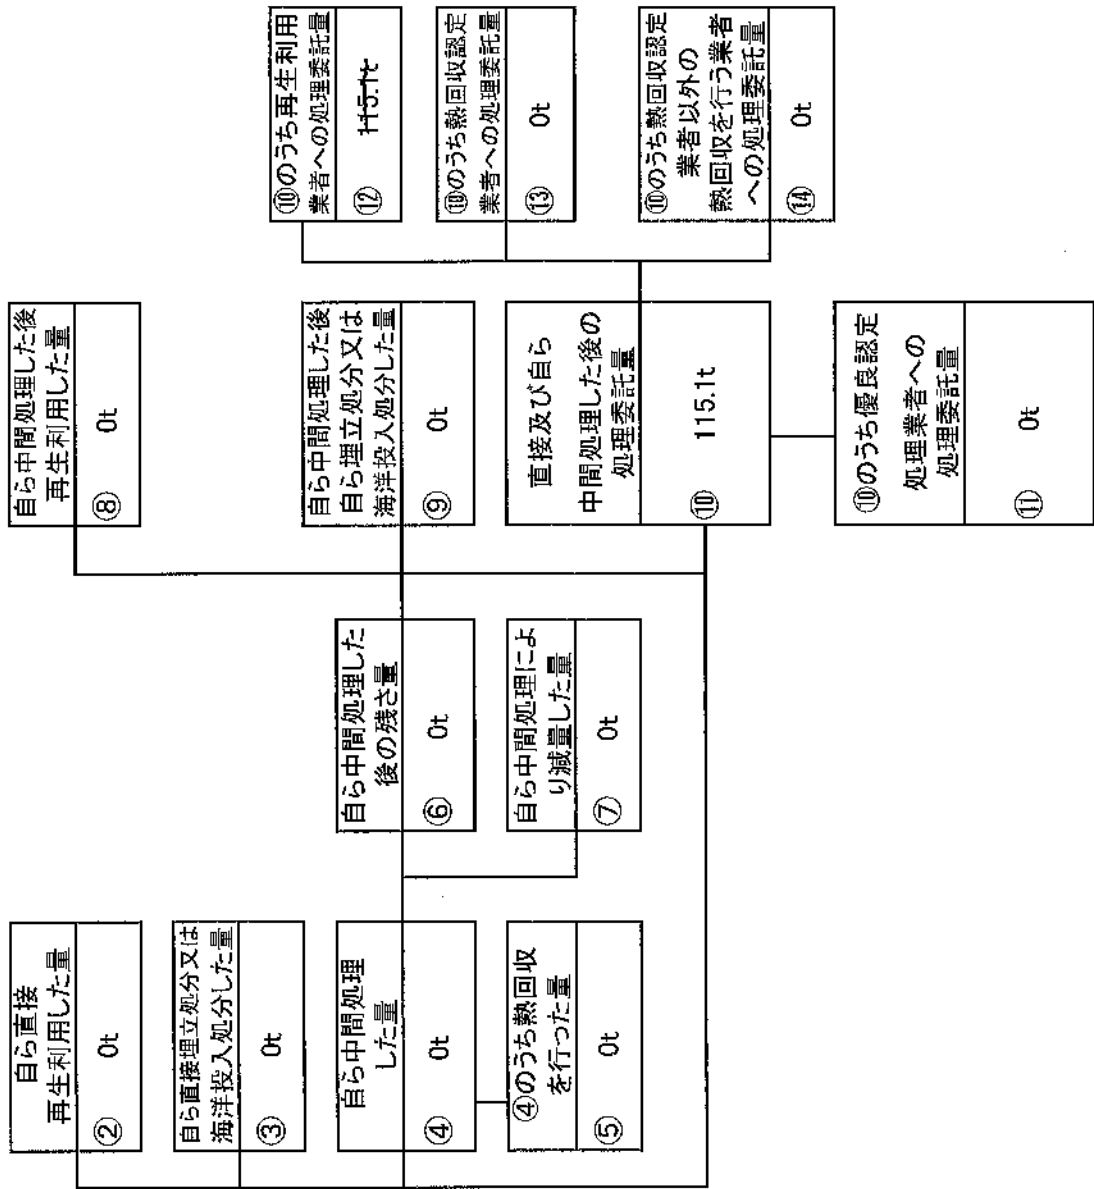 自ら直接
再生利用した量
② 0t
自ら直接埋立処分又は
海洋投入処分した量
③ 0t
自ら中間処理
した量
④ 0t
④のうち熱回収
を行った量
⑤ 0t
自ら中間処理した
後の残さ量
⑥ 0t
自ら中間処理によ
り減量した量
⑦ 0t
自ら中間処理した後
再生利用した量
⑧ 0t
自ら中間処理した後
自ら埋立処分又は
海洋投入処分した量
⑨ 0t
直接及び自ら
中間処理した後の
処理委託量
⑩ 115.1t
⑩のうち優良認定
処理業者への
処理委託量
⑪ 0t
⑩のうち再生利用
業者への処理委託量
⑫ 115.1t
⑩のうち熱回収認定
業者への処理委託量
⑬ 0t
⑩のうち熱回収認定
業者以外の
熱回収を行う業者
への処理委託量
⑭ 0t